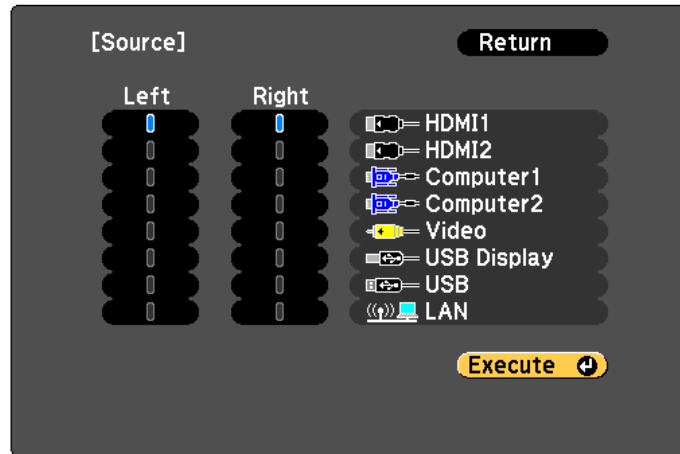 [Source] Return
Left Right
HDMI1
HDMI2
Computer1
Computer2
Video
USB Display
USB
LAN
Execute